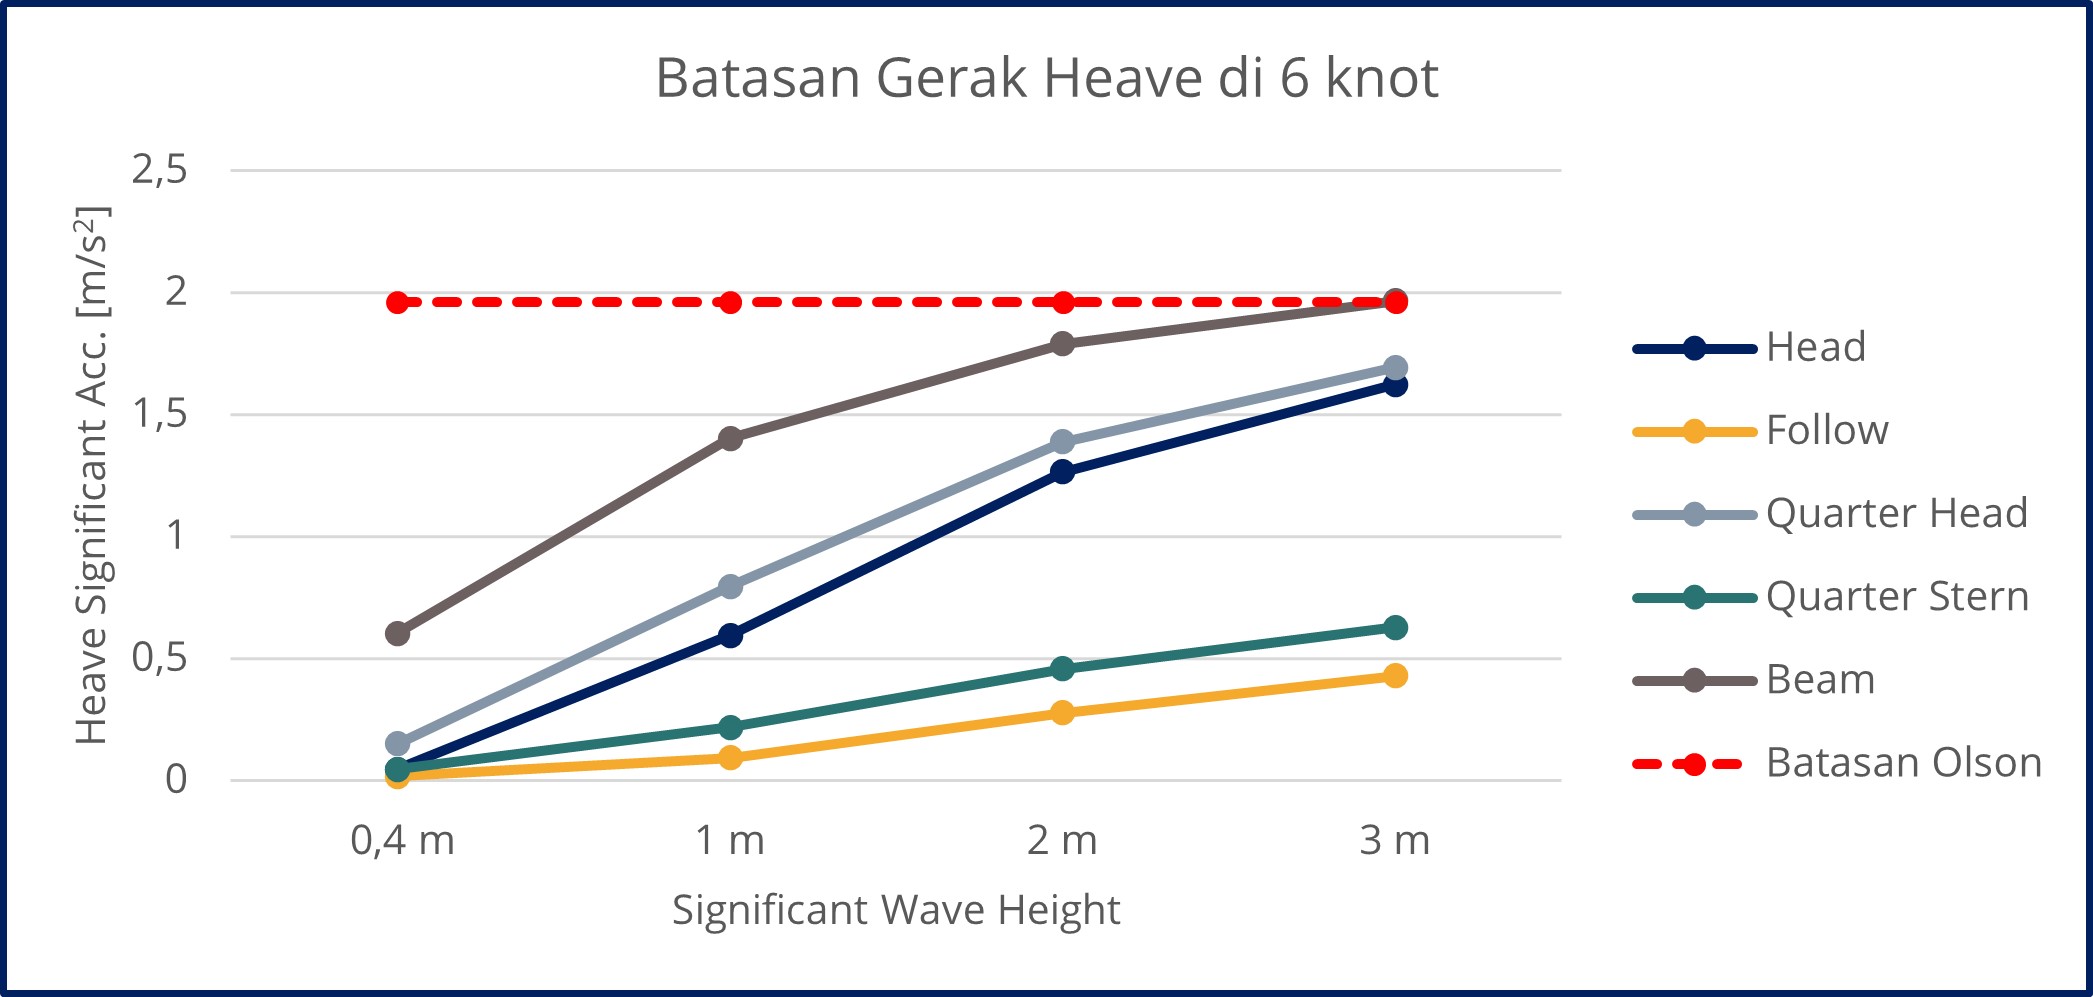 Batasan Gerak Heave di 6 knot
2,5
2
1,5
1
0,5
0
Heave Significant Acc. [m/s²]
0,4 m
1 m
2 m
3 m
Significant Wave Height
Head
Follow
Quarter Head
Quarter Stern
Beam
Batasan Olson